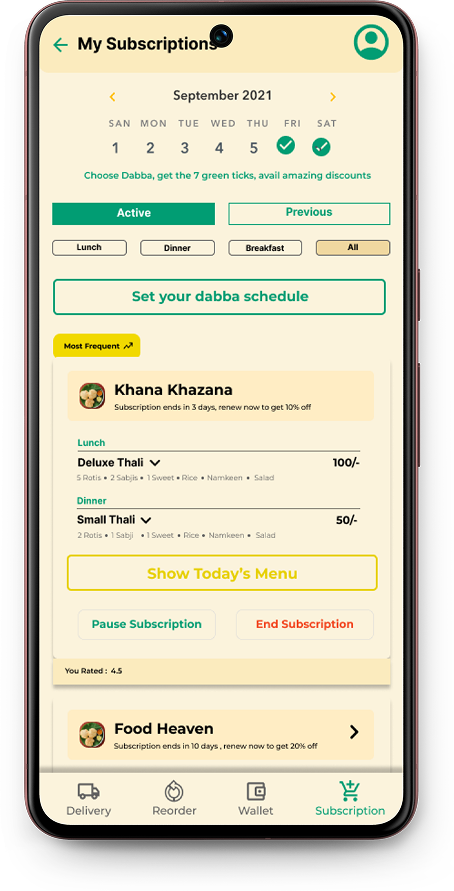 My Subscriptions
September 2021
SAN MON TUE WED THU FRI SAT
1 2 3 4 5
Choose Dabba, get the 7 green ticks, avail amazing discounts
Active Previous
Lunch Dinner Breakfast All
Set your dabba schedule
Most Frequent
Khana Khazana
Subscription ends in 3 days, renew now to get 10% off
Lunch
Deluxe Thali 100/-
5 Rotis • 2 Sabjis • 1 Sweet • Rice • Namkeen • Salad
Dinner
Small Thali 50/-
2 Rotis • 1 Sabji • 1 Sweet • Rice • Namkeen • Salad
Show Today's Menu
Pause Subscription End Subscription
You Rated : 4.5
Food Heaven
Subscription ends in 10 days , renew now to get 20% off
Delivery Reorder Wallet Subscription